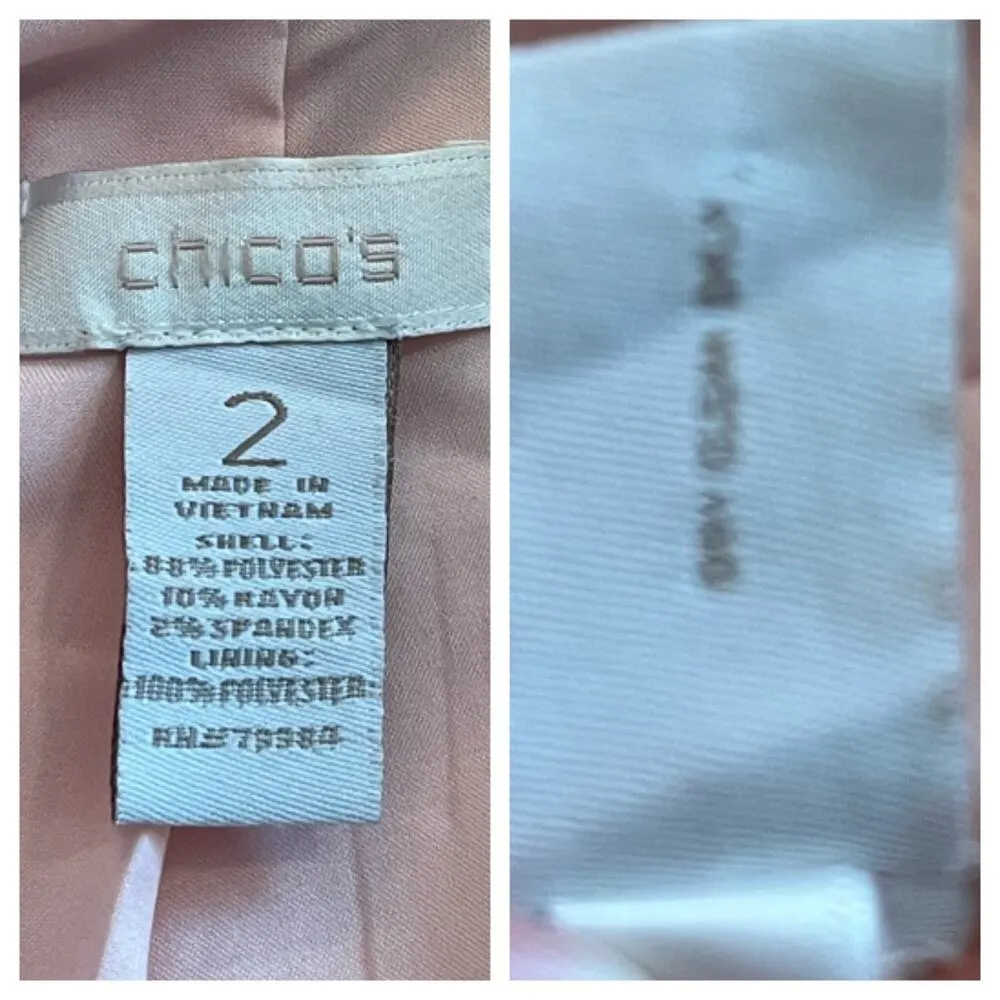 chico's
2
MADE IN
VIETNAM
SHELL:
88% POLYESTER
10% RAYON
2% SPANDEX
LINING:
100% POLYESTER